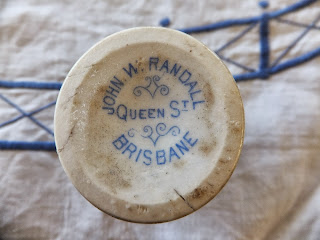 JOHN W. RANDALL
QUEEN ST
BRISBANE